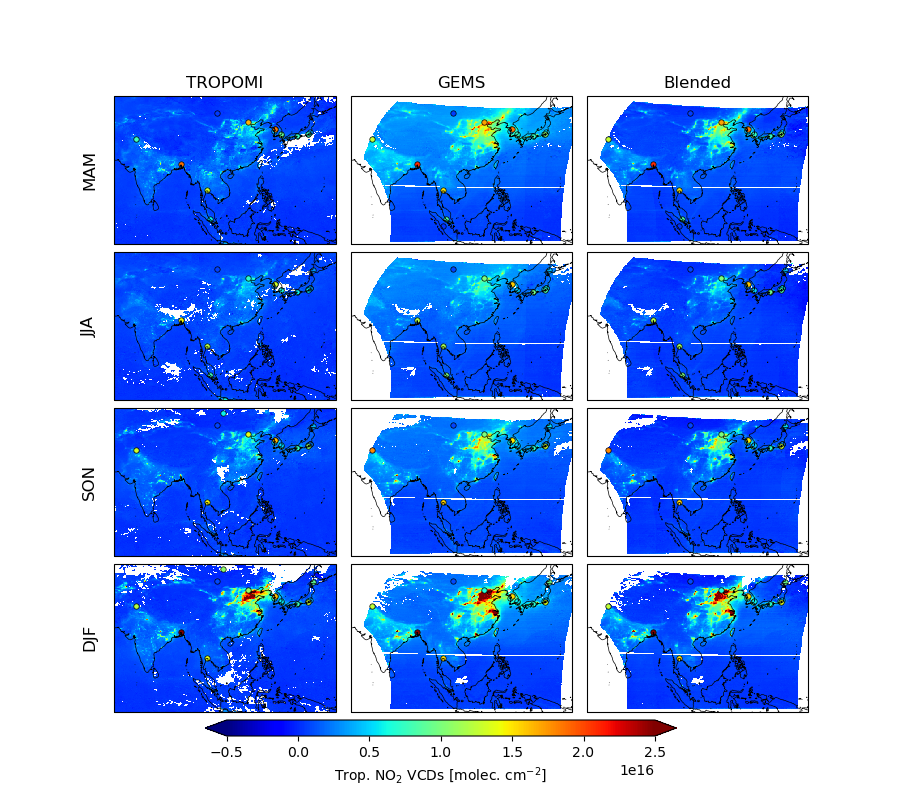 TROPOMI GEMS Blended
MAM
JJA
SON
DJF
−0.5 0.0 0.5 1.0 1.5 2.0 2.5
1e16
Trop. NO₂ VCDs [molec. cm⁻²]